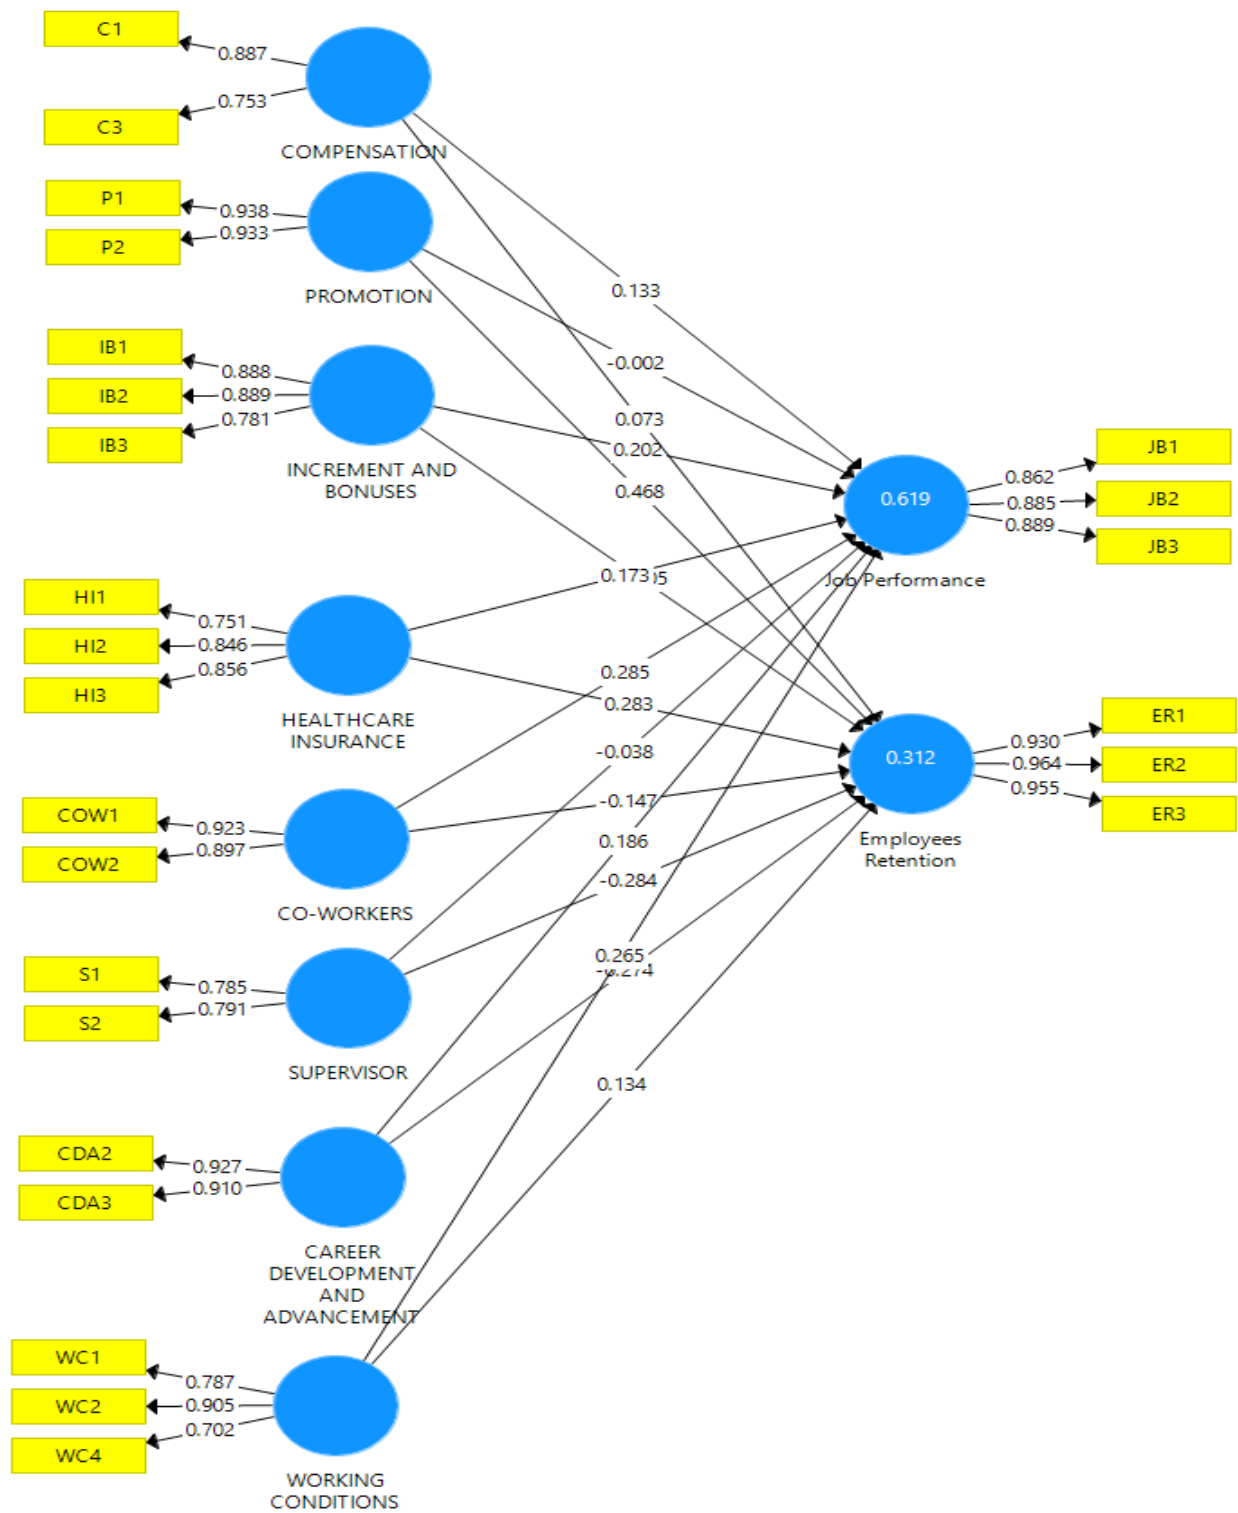 C1
0.887
0.753
C3
COMPENSATION
P1
0.938
0.933
P2
PROMOTION
IB1
0.888
IB2
0.889
0.781
IB3
INCREMENT AND
BONUSES
HI1
0.751
HI2
0.846
0.856
HI3
HEALTHCARE
INSURANCE
COW1
0.923
0.897
COW2
CO-WORKERS
S1
0.785
0.791
S2
SUPERVISOR
CDA2
0.927
0.910
CDA3
CAREER
DEVELOPMENT
AND
ADVANCEMENT
WC1
0.787
WC2
0.905
0.702
WC4
WORKING
CONDITIONS
0.133
-0.002
0.073
0.202
0.468
0.173
0.285
0.283
-0.038
-0.147
0.186
-0.284
0.265
-0.274
0.134
0.619
Job Performance
0.862
0.885
0.889
JB1
JB2
JB3
0.312
Employees
Retention
0.930
0.964
0.955
ER1
ER2
ER3